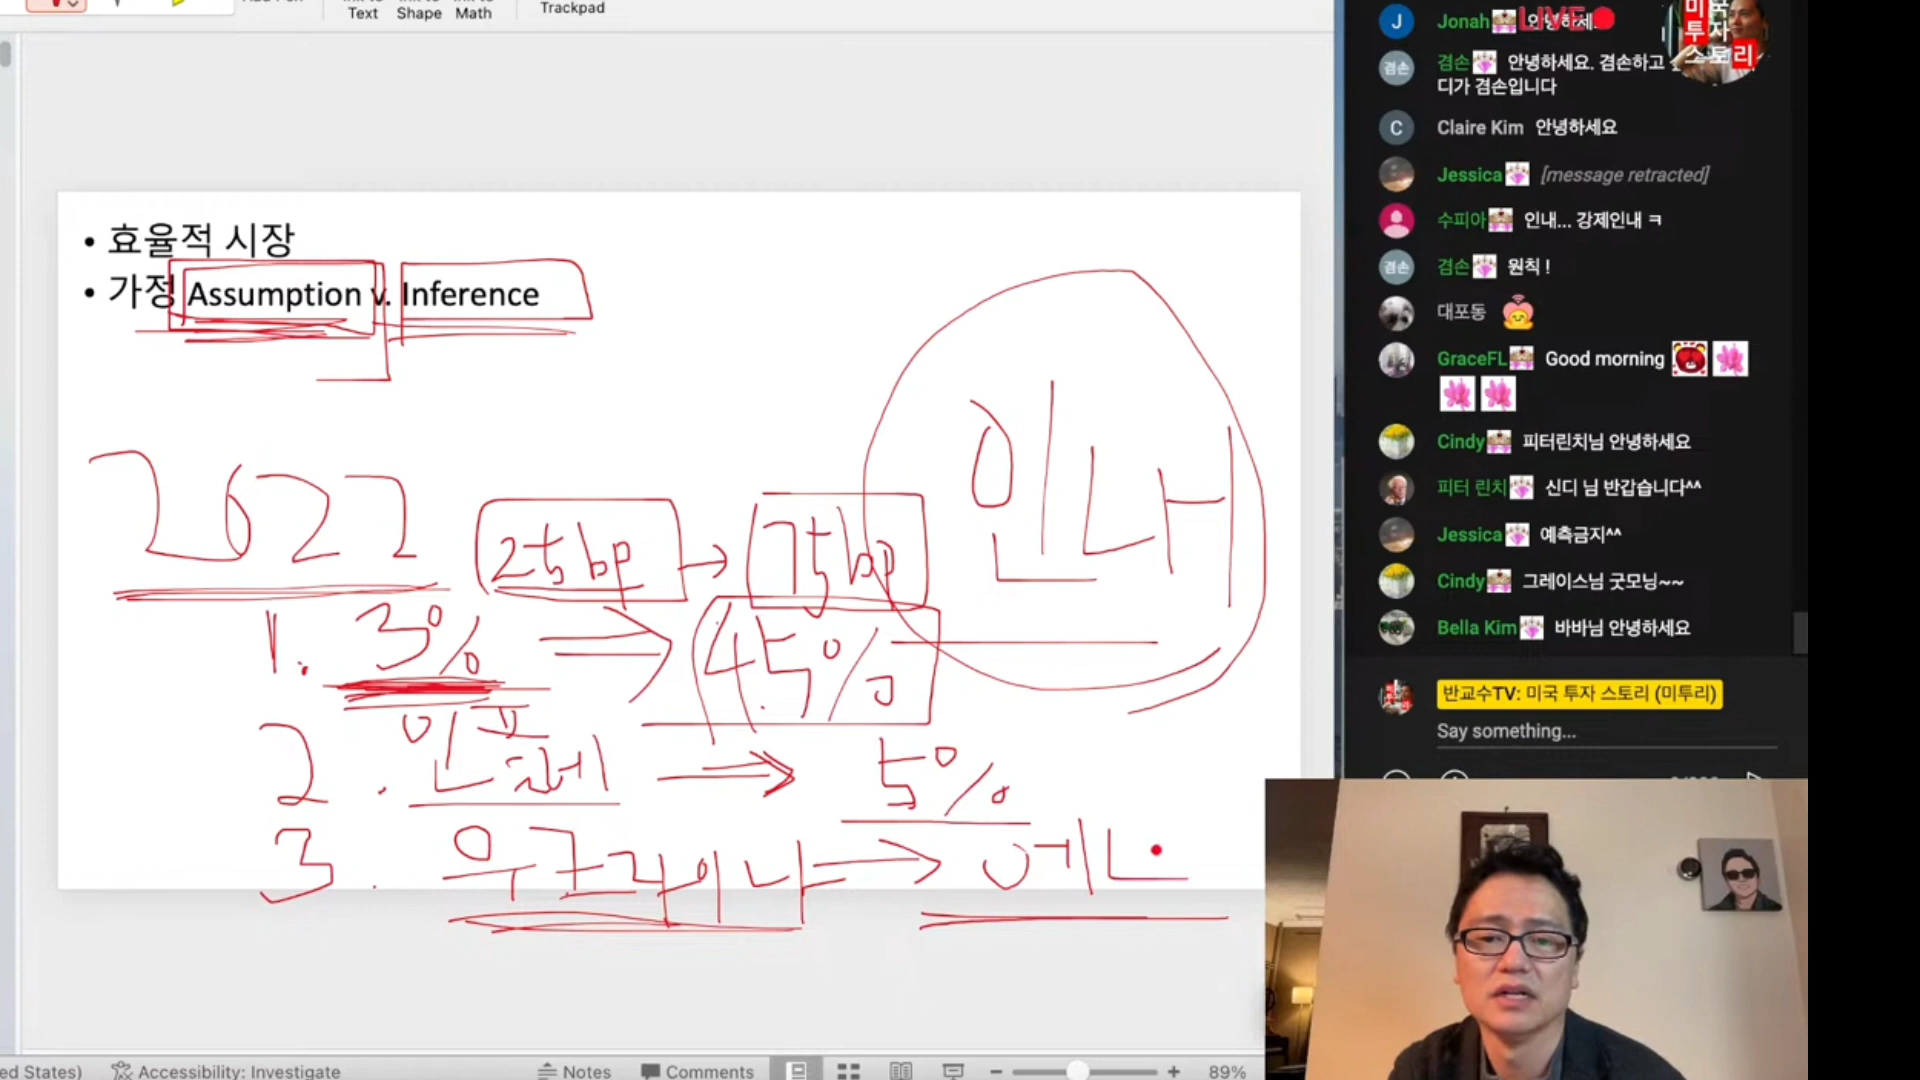 Text
Shape
Math
Trackpad
• 효율적 시장
• 가정 Assumption v. Inference
2022
25bp → 75bp
인내
1. 3% ⇒ 4.5%
2. 인플레 → 5%
3. 우크라이나 → 에너
ed States)
Accessibility: Investigate
Notes
Comments
89%
LIVE
미국
투자
스토리
J
Jonah 안녕하세
겸손
겸손 안녕하세요. 겸손하고
디가 겸손입니다
C
Claire Kim 안녕하세요
Jessica [message retracted]
수피아 인내... 강제인내 ㅋ
겸손
겸손 원칙 !
대포동
GraceFL Good morning
Cindy 피터린치님 안녕하세요
피터 린치 신디 님 반갑습니다^^
Jessica 예측금지^^
Cindy 그레이스님 굿모닝~~
Bella Kim 바바님 안녕하세요
반교수TV: 미국 투자 스토리 (미투리)
Say something...